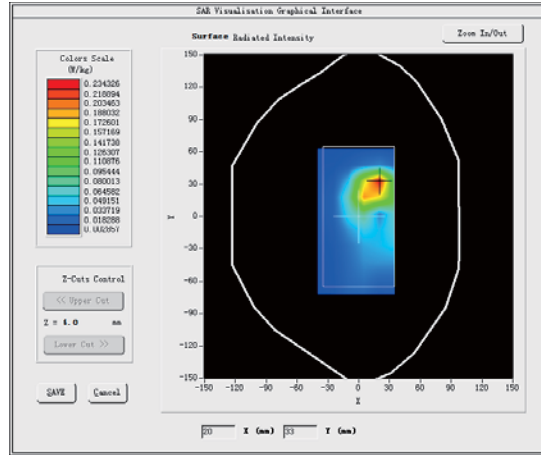 SAR Visualisation Graphical Interface
Surface Radiated Intensity
Zoom In/Out
Colors Scale
(W/kg)
0.234326
0.218894
0.203463
0.188032
0.172601
0.157169
0.141738
0.126307
0.110876
0.095444
0.080013
0.064582
0.049151
0.033719
0.018288
0.002857
150
120
90
60
30
0
-30
-60
-90
-120
-150
Y
-150 -120 -90 -60 -30 0 30 60 90 120 150
X
Z-Cuts Control
<< Upper Cut
Z = 4.0 mm
Lower Cut >>
SAVE Cancel
20 X (mm) 33 Y (mm)